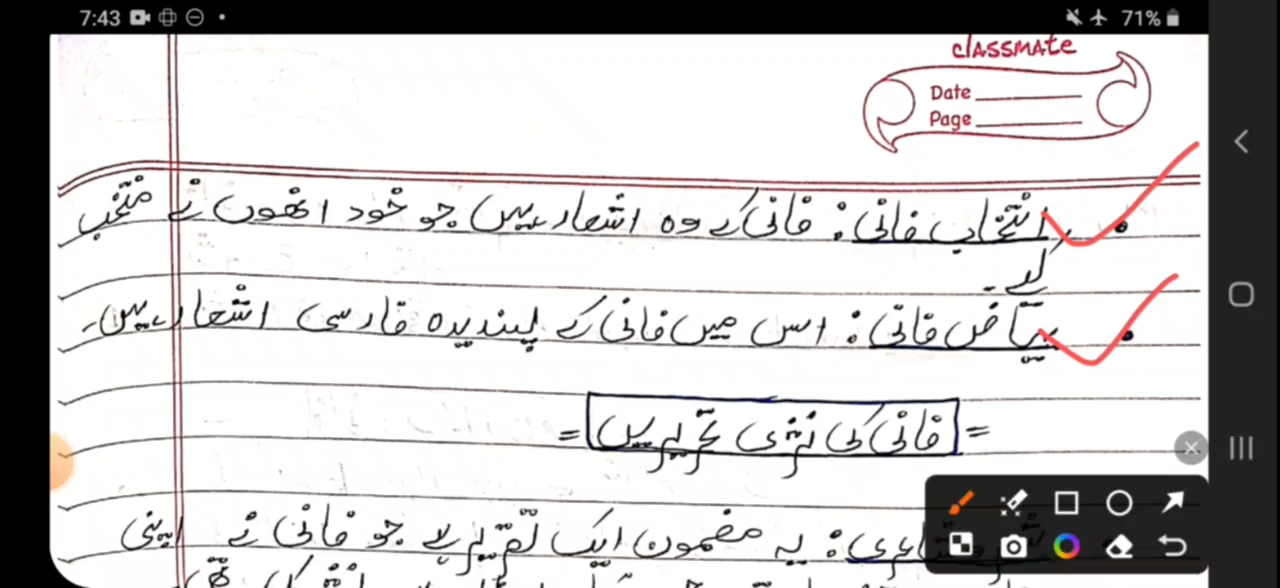 7:43
71%
classmate
Date
Page
انتخاب فانی : فانی کے وہ اشعار ہیں جو خود انھوں نے منتخب
کئے۔
بیاض فانی : اس میں فانی کے پسندیدہ فارسی اشعار ہیں۔
= فانی کی نثری تحریریں =
شاعری : یہ مضمون ایک تقریر ہے جو فانی نے اپنی